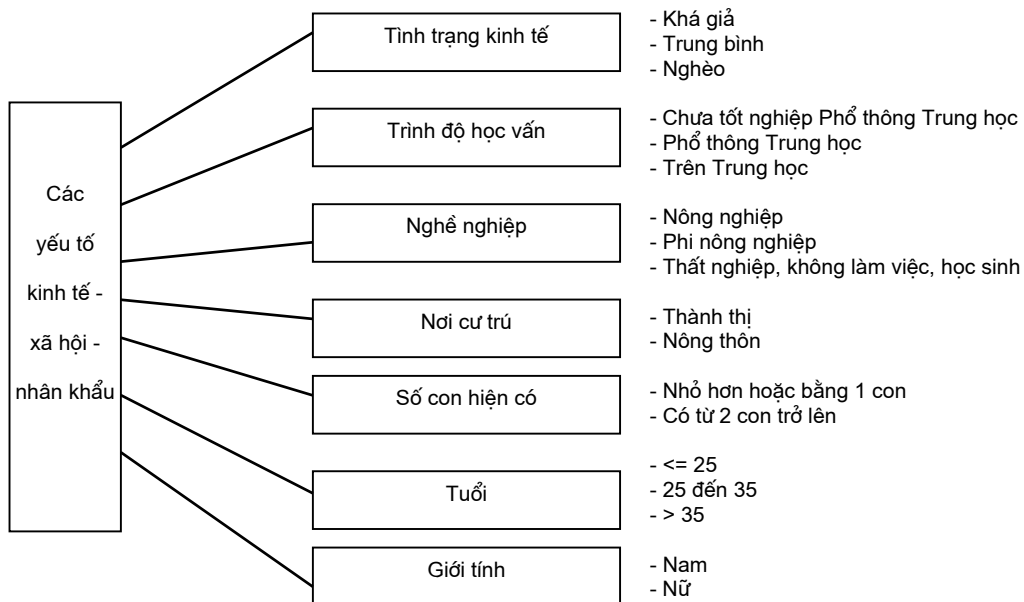 Các
yếu tố
kinh tế -
xã hội -
nhân khẩu
Tình trạng kinh tế
- Khá giả
- Trung bình
- Nghèo
Trình độ học vấn
- Chưa tốt nghiệp Phổ thông Trung học
- Phổ thông Trung học
- Trên Trung học
Nghề nghiệp
- Nông nghiệp
- Phi nông nghiệp
- Thất nghiệp, không làm việc, học sinh
Nơi cư trú
- Thành thị
- Nông thôn
Số con hiện có
- Nhỏ hơn hoặc bằng 1 con
- Có từ 2 con trở lên
Tuổi
- <= 25
- 25 đến 35
- > 35
Giới tính
- Nam
- Nữ